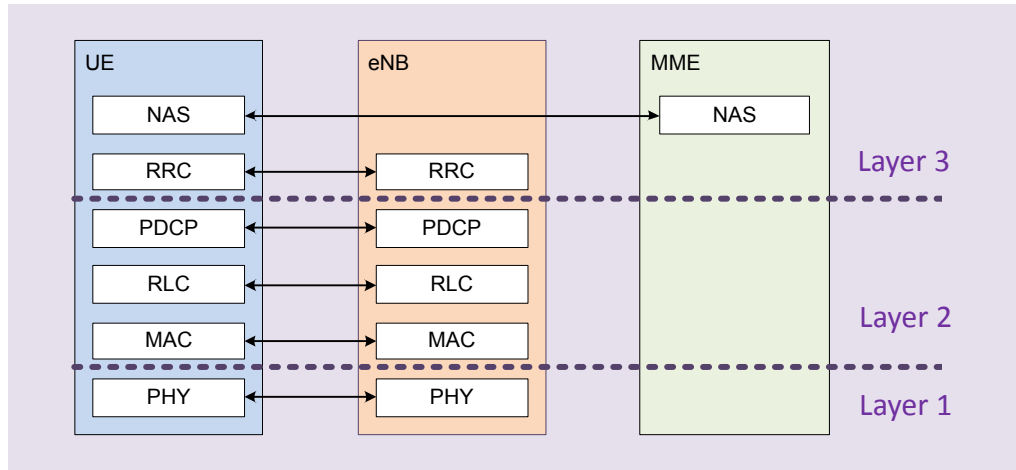 UE
eNB
MME
NAS
NAS
RRC
RRC
Layer 3
PDCP
PDCP
RLC
RLC
Layer 2
MAC
MAC
PHY
PHY
Layer 1